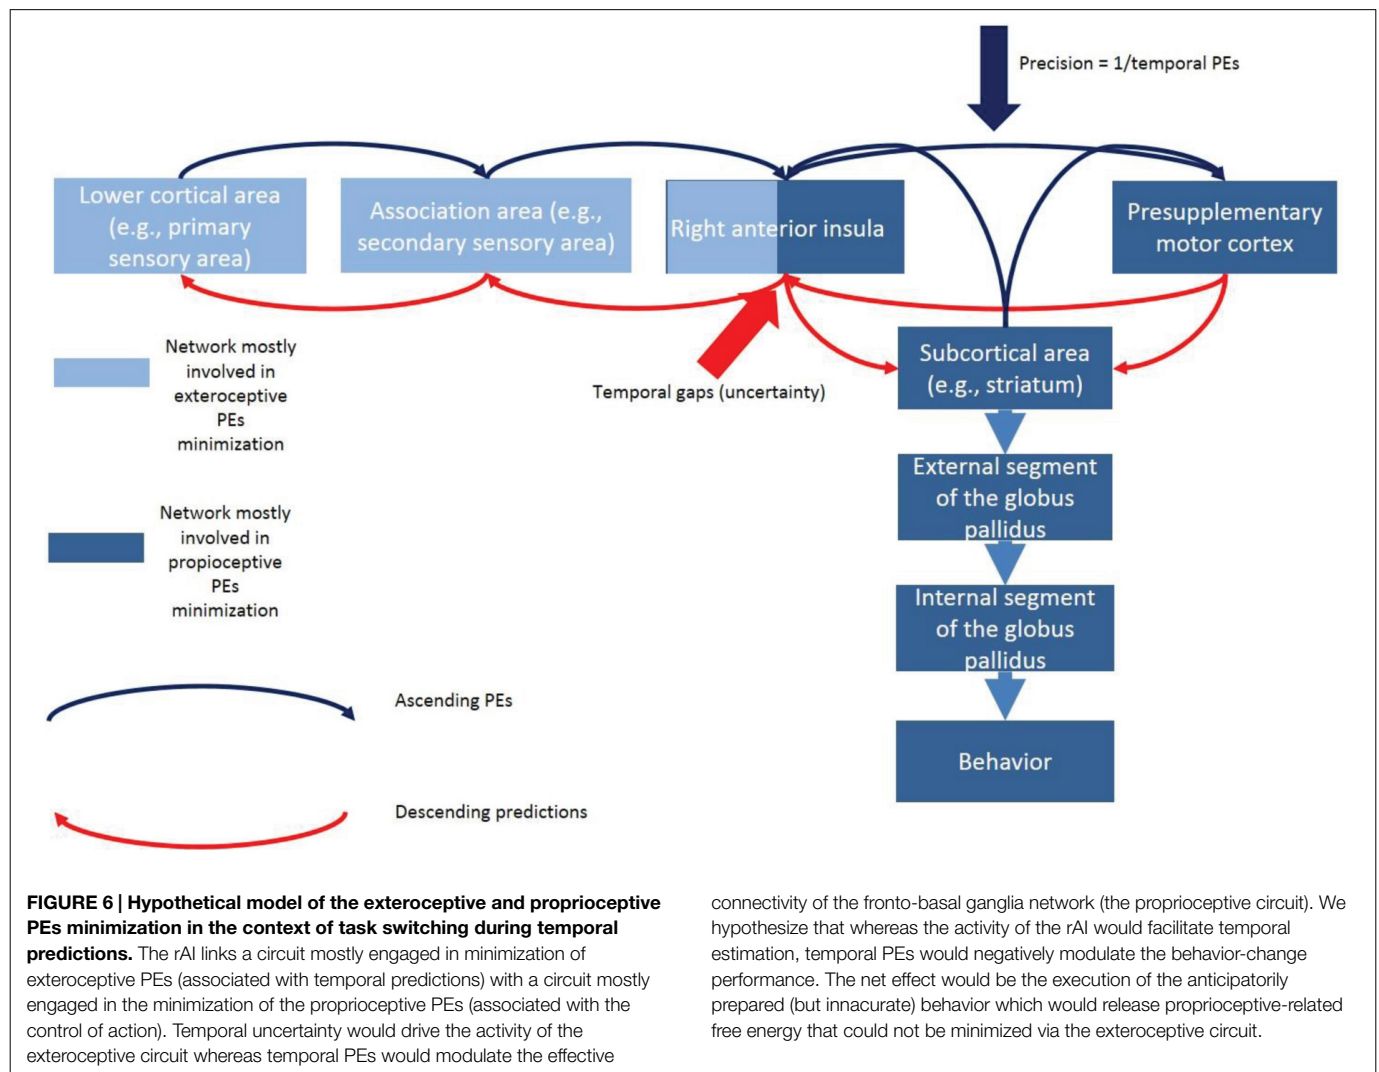 Precision = 1/temporal PEs
Lower cortical area
(e.g., primary
sensory area)
Association area (e.g.,
secondary sensory area)
Right anterior insula
Presupplementary
motor cortex
Temporal gaps (uncertainty)
Subcortical area
(e.g., striatum)
External segment
of the globus
pallidus
Internal segment
of the globus
pallidus
Behavior
Network mostly
involved in
exteroceptive
PEs
minimization
Network mostly
involved in
propioceptive
PEs
minimization
Ascending PEs
Descending predictions
FIGURE 6 | Hypothetical model of the exteroceptive and proprioceptive
PEs minimization in the context of task switching during temporal
predictions. The rAI links a circuit mostly engaged in minimization of
exteroceptive PEs (associated with temporal predictions) with a circuit mostly
engaged in the minimization of the proprioceptive PEs (associated with the
control of action). Temporal uncertainty would drive the activity of the
exteroceptive circuit whereas temporal PEs would modulate the effective
connectivity of the fronto-basal ganglia network (the proprioceptive circuit). We
hypothesize that whereas the activity of the rAI would facilitate temporal
estimation, temporal PEs would negatively modulate the behavior-change
performance. The net effect would be the execution of the anticipatorily
prepared (but innacurate) behavior which would release proprioceptive-related
free energy that could not be minimized via the exteroceptive circuit.